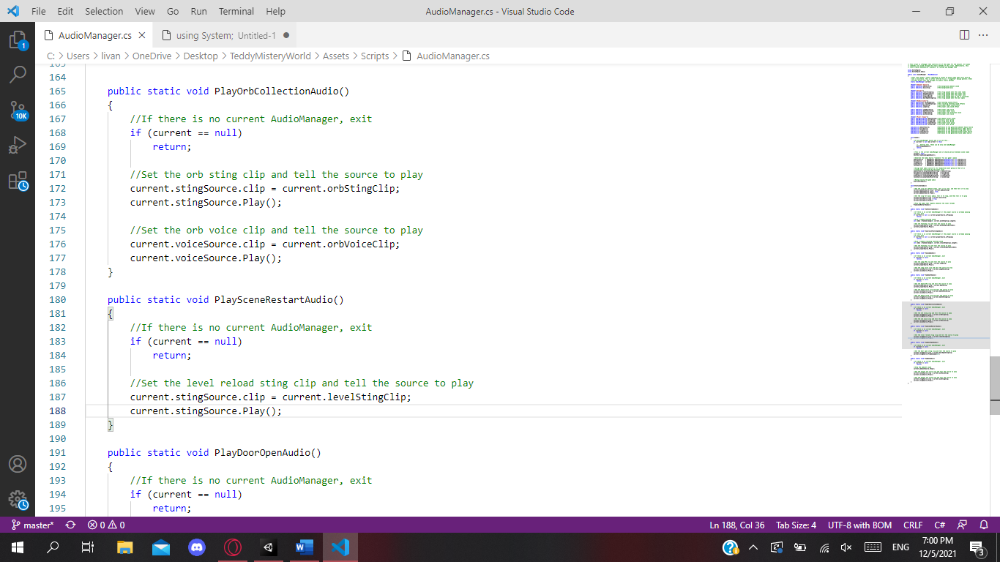 File Edit Selection View Go Run Terminal Help AudioManager.cs - Visual Studio Code
AudioManager.cs using System; Untitled-1
C: > Users > livan > OneDrive > Desktop > TeddyMisteryWorld > Assets > Scripts > AudioManager.cs
163
164
165 public static void PlayOrbCollectionAudio()
166 {
167 //If there is no current AudioManager, exit
168 if (current == null)
169 return;
170
171 //Set the orb sting clip and tell the source to play
172 current.stingSource.clip = current.orbStingClip;
173 current.stingSource.Play();
174
175 //Set the orb voice clip and tell the source to play
176 current.voiceSource.clip = current.orbVoiceClip;
177 current.voiceSource.Play();
178 }
179
180 public static void PlaySceneRestartAudio()
181 {
182 //If there is no current AudioManager, exit
183 if (current == null)
184 return;
185
186 //Set the level reload sting clip and tell the source to play
187 current.stingSource.clip = current.levelStingClip;
188 current.stingSource.Play();
189 }
190
191 public static void PlayDoorOpenAudio()
192 {
193 //If there is no current AudioManager, exit
194 if (current == null)
195 return;
1
10K
master* 0 0 Ln 188, Col 36 Tab Size: 4 UTF-8 with BOM CRLF C#
ENG 7:00 PM
12/5/2021
3